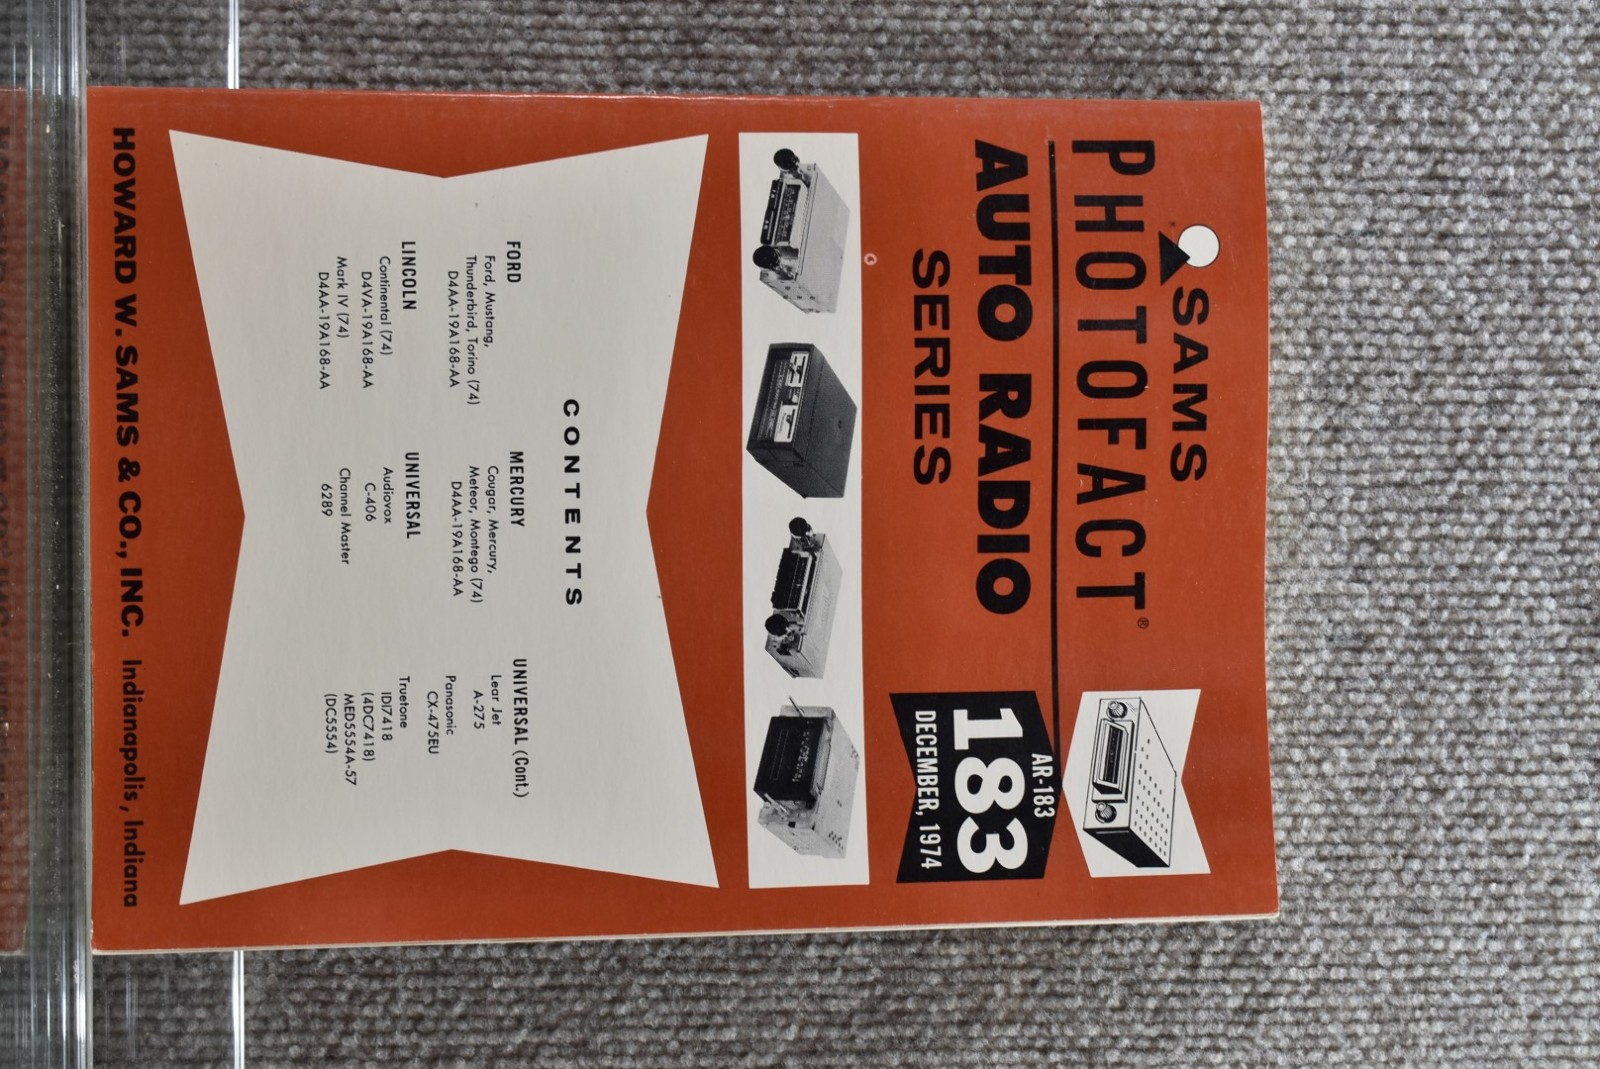 SAMS
PHOTOFACT®
AUTO RADIO
SERIES
AR-183
183
DECEMBER, 1974
CONTENTS
FORD
Ford, Mustang,
Thunderbird, Torino (74)
D4AA-19A168-AA
LINCOLN
Continental (74)
D4VA-19A168-AA
Mark IV (74)
D4AA-19A168-AA
MERCURY
Cougar, Mercury,
Meteor, Montego (74)
D4AA-19A168-AA
UNIVERSAL
Audiovox
C-406
Channel Master
6289
UNIVERSAL (Cont.)
Lear Jet
A-275
Panasonic
CX-475EU
Truetone
IDI7418
(4DC7418)
MED5554A-57
(DC5554)
HOWARD W. SAMS & CO., INC. Indianapolis, Indiana